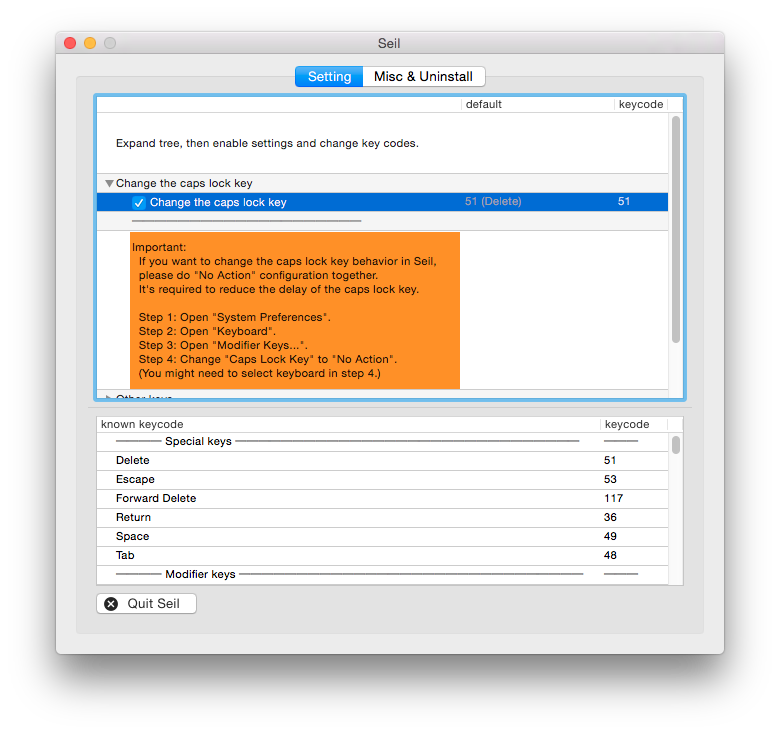 Seil
Setting Misc & Uninstall
default keycode
Expand tree, then enable settings and change key codes.
Change the caps lock key
Change the caps lock key 51 (Delete) 51
Important:
If you want to change the caps lock key behavior in Seil,
please do "No Action" configuration together.
It's required to reduce the delay of the caps lock key.
Step 1: Open "System Preferences".
Step 2: Open "Keyboard".
Step 3: Open "Modifier Keys...".
Step 4: Change "Caps Lock Key" to "No Action".
(You might need to select keyboard in step 4.)
Other keys
known keycode keycode
Special keys
Delete 51
Escape 53
Forward Delete 117
Return 36
Space 49
Tab 48
Modifier keys
Quit Seil